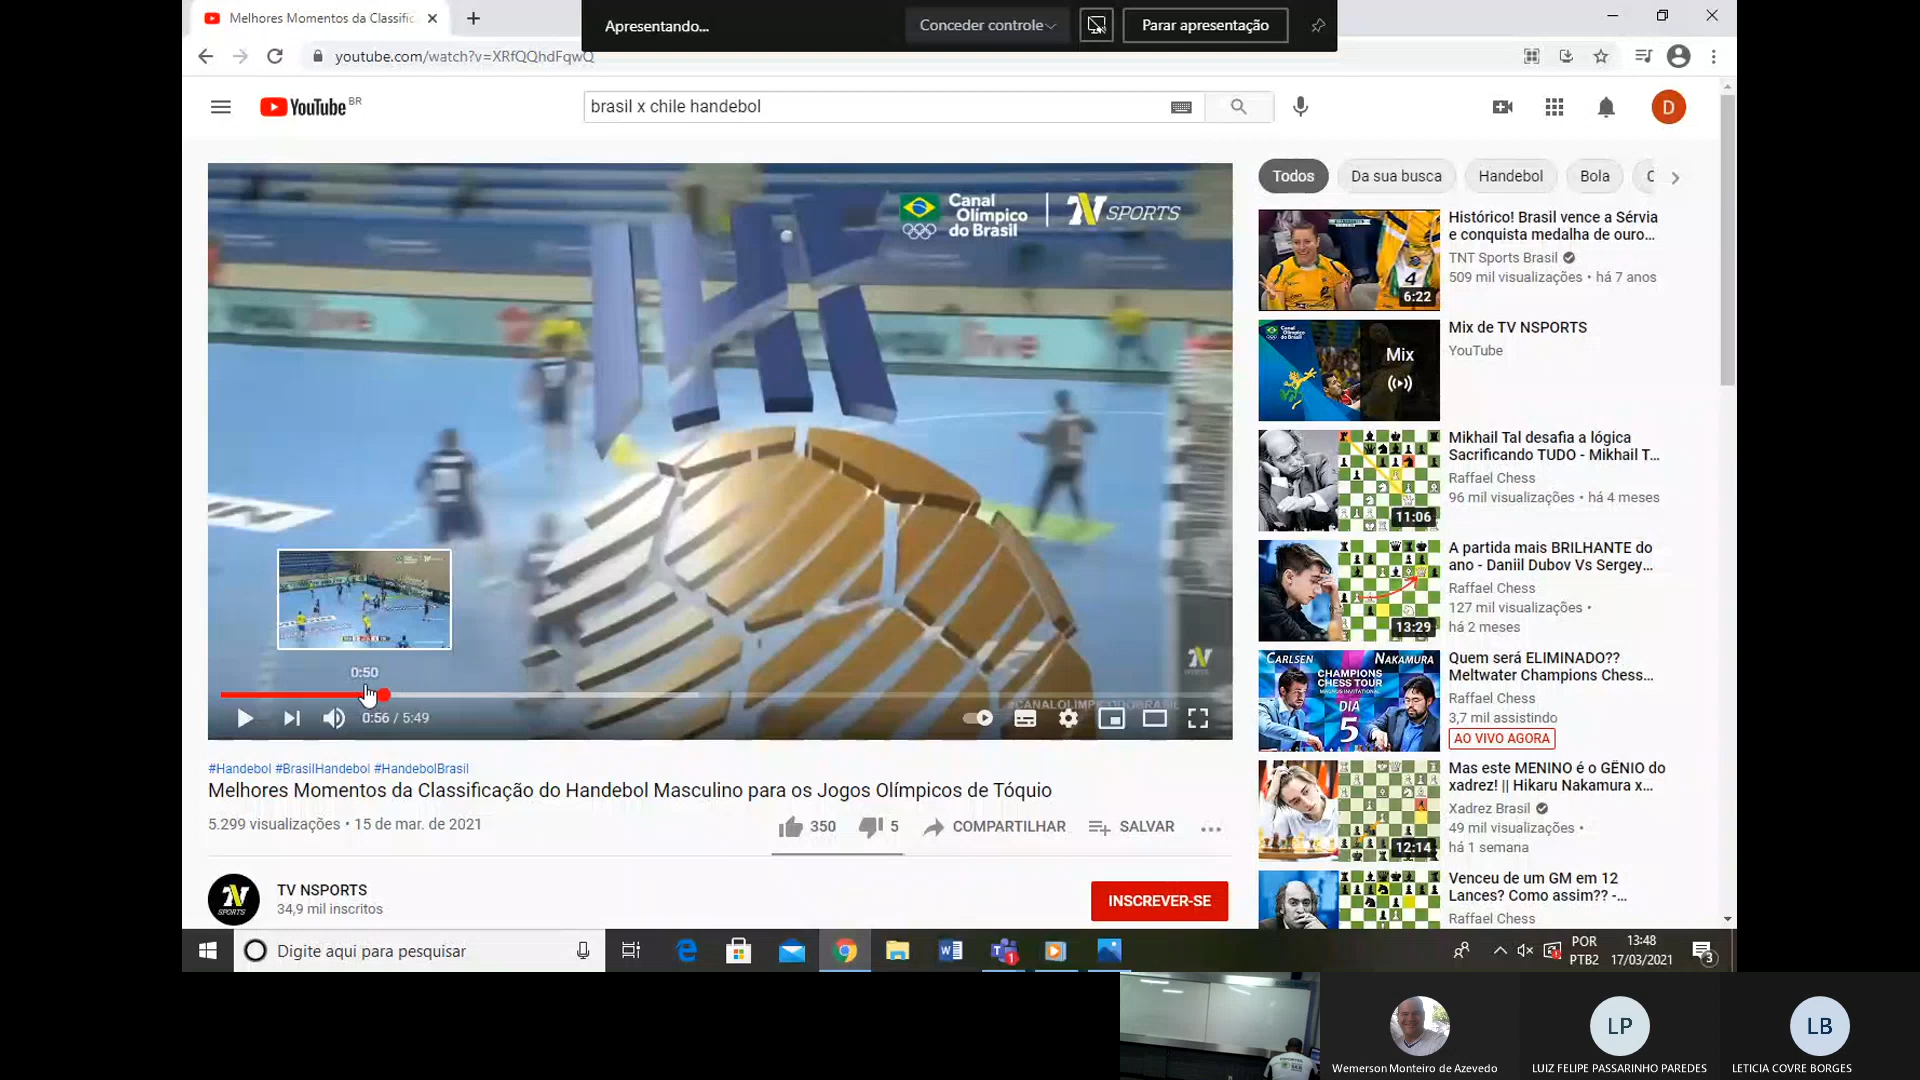 Melhores Momentos da Classific
Apresentando...
Conceder controle
Parar apresentação
youtube.com/watch?v=XRfQQhdFqwQ
YouTube BR
brasil x chile handebol
D
Canal
Olímpico
do Brasil
NSPORTS
IHF
0:50
0:56 / 5:49
#CANALOLIMPICODOBRASIL
#Handebol #BrasilHandebol #HandebolBrasil
Melhores Momentos da Classificação do Handebol Masculino para os Jogos Olímpicos de Tóquio
5.299 visualizações • 15 de mar. de 2021
350
5
COMPARTILHAR
SALVAR
TV NSPORTS
34,9 mil inscritos
INSCREVER-SE
Todos
Da sua busca
Handebol
Bola
Histórico! Brasil vence a Sérvia
e conquista medalha de ouro...
TNT Sports Brasil
509 mil visualizações • há 7 anos
6:22
Mix de TV NSPORTS
YouTube
Mix
Mikhail Tal desafia a lógica
Sacrificando TUDO - Mikhail T...
Raffael Chess
96 mil visualizações • há 4 meses
11:06
A partida mais BRILHANTE do
ano - Daniil Dubov Vs Sergey...
Raffael Chess
127 mil visualizações •
há 2 meses
13:29
CARLSEN NAKAMURA
CHAMPIONS
CHESS TOUR
DIA
5
Quem será ELIMINADO??
Meltwater Champions Chess...
Raffael Chess
3,7 mil assistindo
AO VIVO AGORA
Mas este MENINO é o GÊNIO do
xadrez! || Hikaru Nakamura x...
Xadrez Brasil
49 mil visualizações •
há 1 semana
12:14
Venceu de um GM em 12
Lances? Como assim?? -...
Raffael Chess
Digite aqui para pesquisar
1
POR
PTB2
13:48
17/03/2021
3
Wemerson Monteiro de Azevedo
LP
LUIZ FELIPE PASSARINHO PAREDES
LB
LETICIA COVRE BORGES